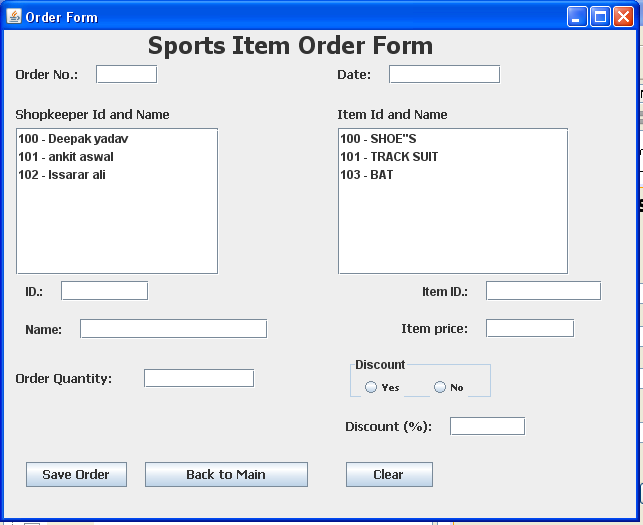 Order Form
Sports Item Order Form
Order No.:
Date:
Shopkeeper Id and Name
Item Id and Name
100 - Deepak yadav
101 - ankit aswal
102 - Issarar ali
100 - SHOE"S
101 - TRACK SUIT
103 - BAT
ID.:
Item ID.:
Name:
Item price:
Order Quantity:
Discount
Yes
No
Discount (%):
Save Order
Back to Main
Clear